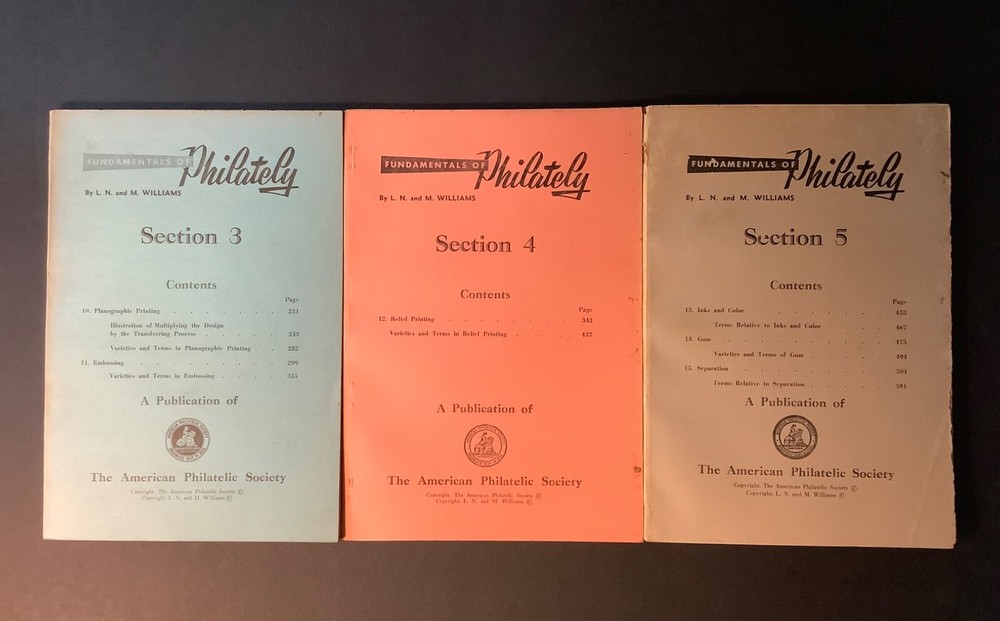 FUNDAMENTALS OF Philately
By L. N. and M. WILLIAMS
Section 3
Contents
Page
10. Planographic Printing . . . . . . . . 231
Illustration of Multiplying the Design
by the Transferring Process . . . . . . 243
Varieties and Terms in Planographic Printing . . . 282
11. Embossing . . . . . . . . 299
Varieties and Terms in Embossing . . . . . 335
A Publication of
The American Philatelic Society
Copyright, The American Philatelic Society ©
Copyright L. N. and M. Williams ©
FUNDAMENTALS OF Philately
By L. N. and M. WILLIAMS
Section 4
Contents
Page
12. Relief Printing . . . . . . . . 343
Varieties and Terms in Relief Printing . . . . . 437
A Publication of
The American Philatelic Society
Copyright, The American Philatelic Society ©
Copyright, L. N. and M. Williams ©
FUNDAMENTALS OF Philately
By L. N. and M. WILLIAMS
Section 5
Contents
Page
13. Inks and Color . . . . . . . . 453
Terms Relative to Inks and Color . . . . . 467
14. Gum . . . . . . . . 475
Varieties and Terms of Gum . . . . . . 494
15. Separation . . . . . . . . 501
Terms Relative to Separation . . . . . . 591
A Publication of
The American Philatelic Society
Copyright, The American Philatelic Society ©
Copyright, L. N. and M. Williams ©